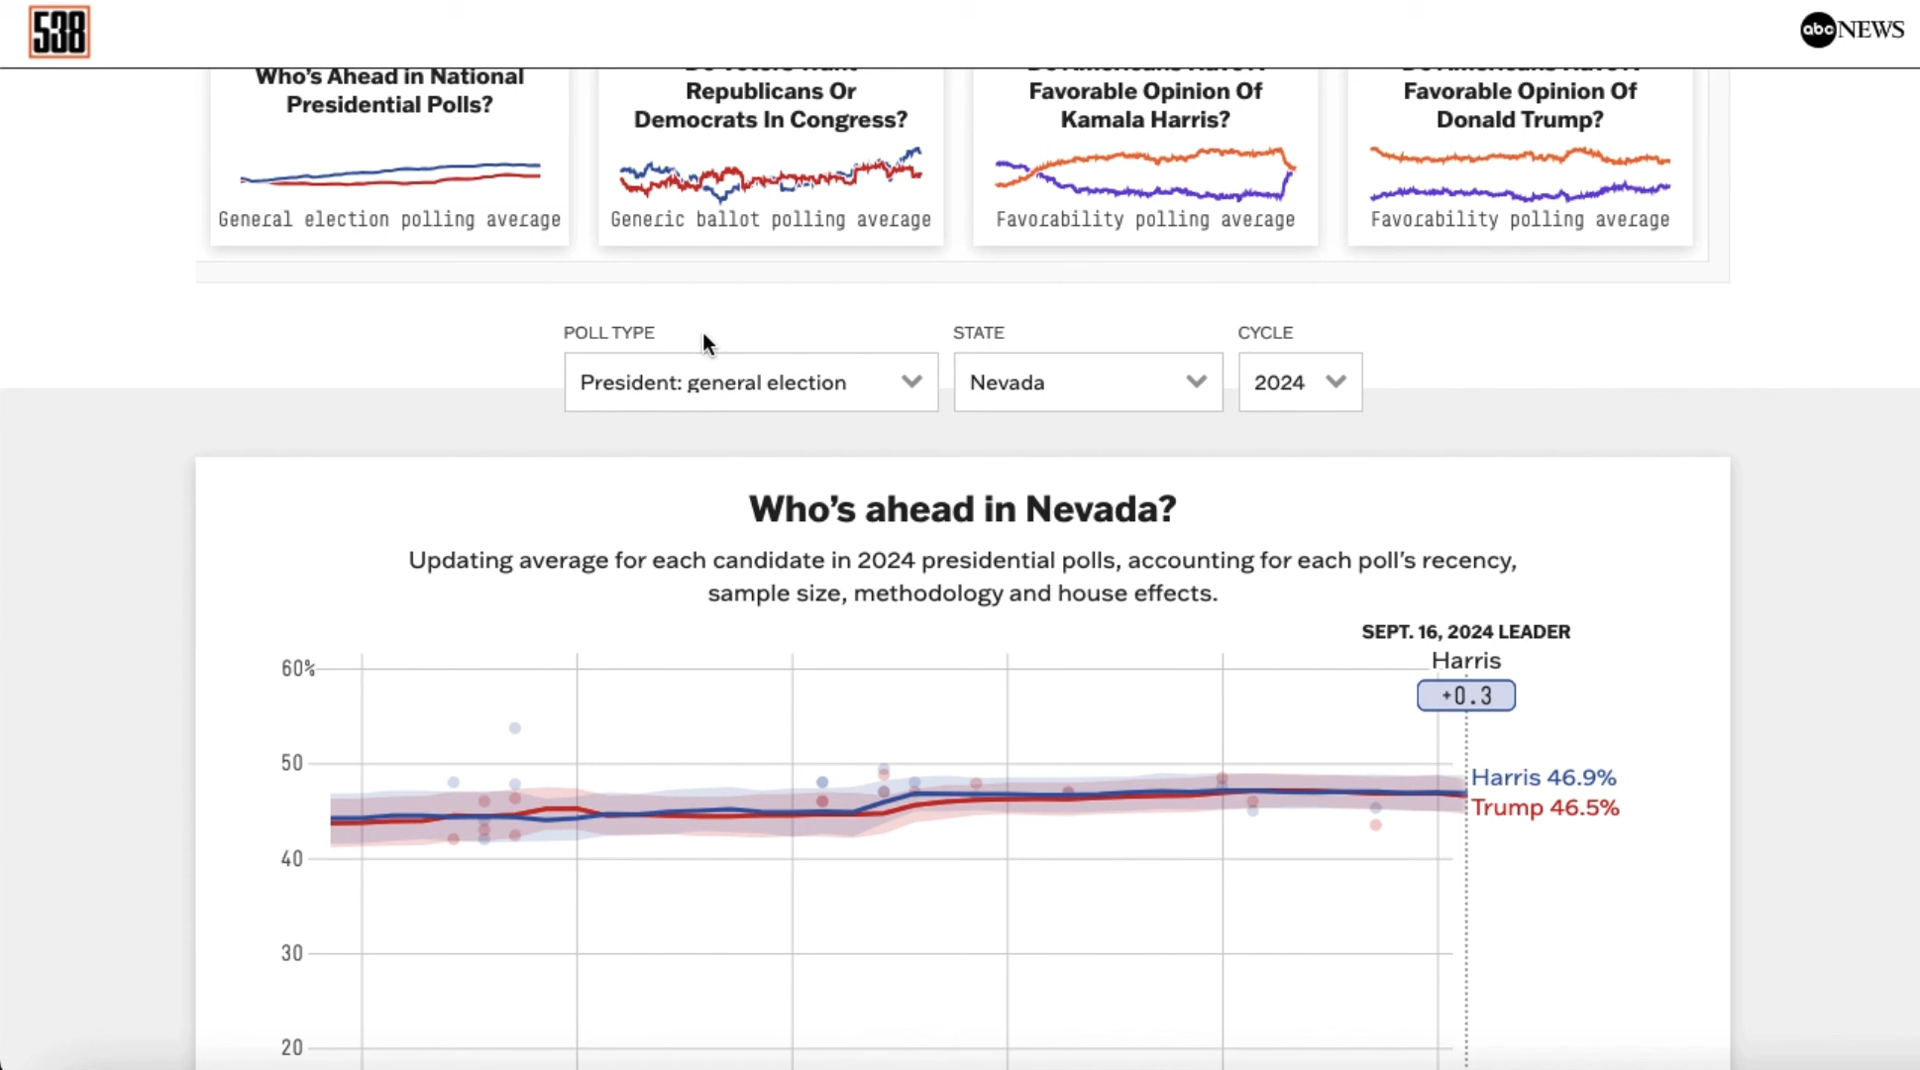 538
abc NEWS
Who's Ahead in National
Presidential Polls?
General election polling average
Republicans Or
Democrats In Congress?
Generic ballot polling average
Favorable Opinion Of
Kamala Harris?
Favorability polling average
Favorable Opinion Of
Donald Trump?
Favorability polling average
POLL TYPE
President: general election
STATE
Nevada
CYCLE
2024
Who's ahead in Nevada?
Updating average for each candidate in 2024 presidential polls, accounting for each poll's recency,
sample size, methodology and house effects.
SEPT. 16, 2024 LEADER
Harris
+0.3
60%
50
40
30
20
Harris 46.9%
Trump 46.5%